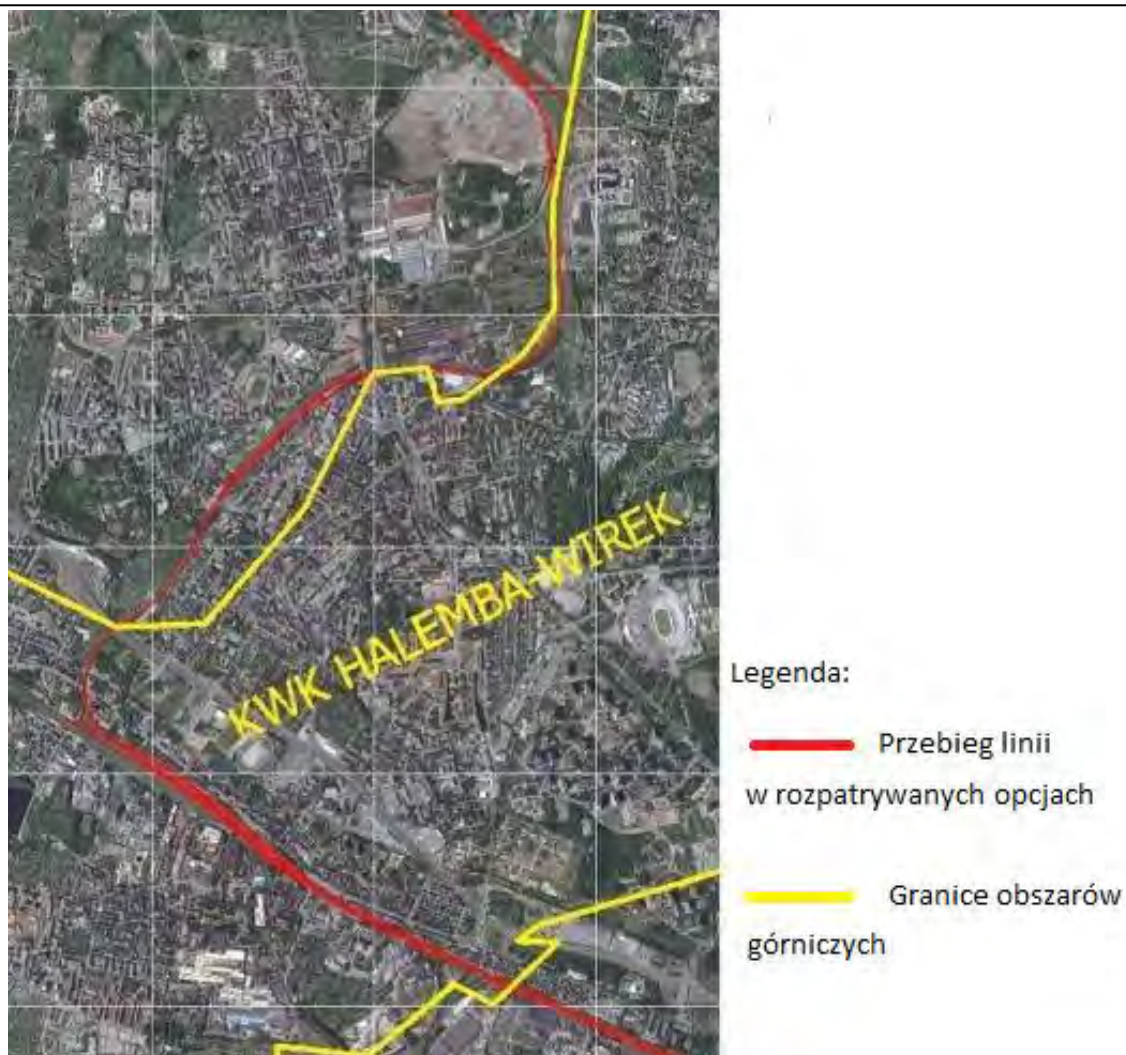 KWK HALEMBA-WIREK
Legenda:
Przebieg linii
w rozpatrywanych opcjach
Granice obszarów
górniczych